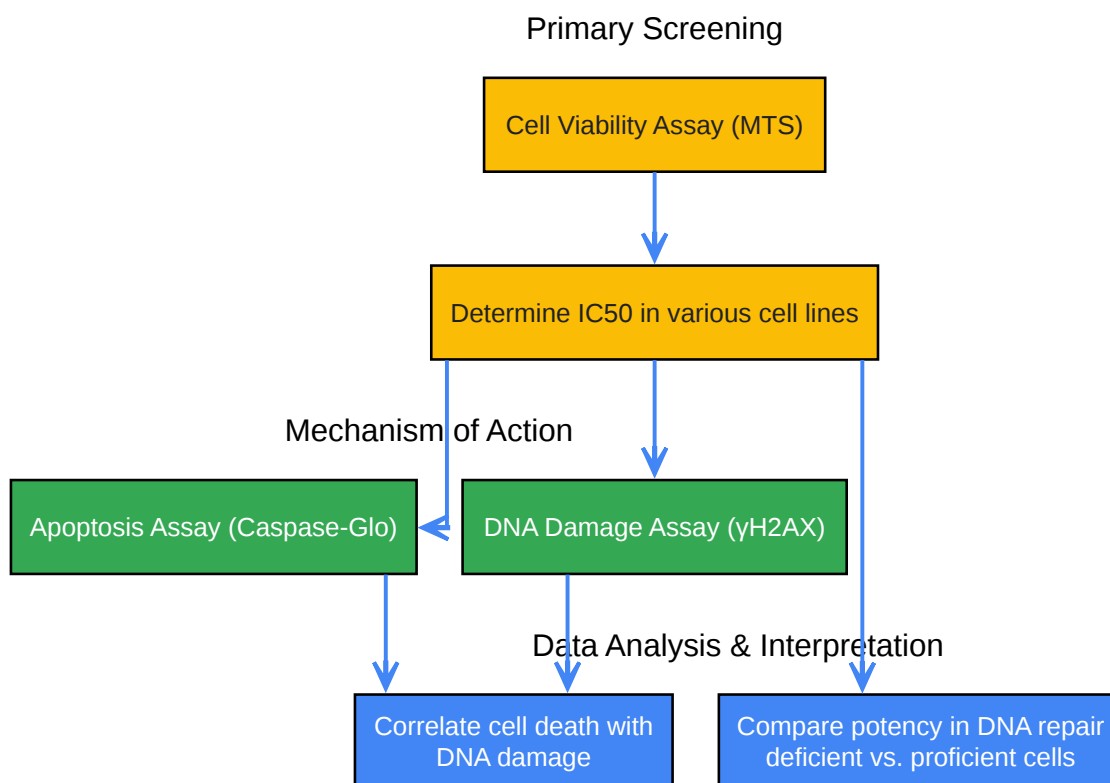 Primary Screening
Cell Viability Assay (MTS)
Determine IC50 in various cell lines
Mechanism of Action
Apoptosis Assay (Caspase-Glo)
DNA Damage Assay (γH2AX)
Data Analysis & Interpretation
Correlate cell death with
DNA damage
Compare potency in DNA repair
deficient vs. proficient cells